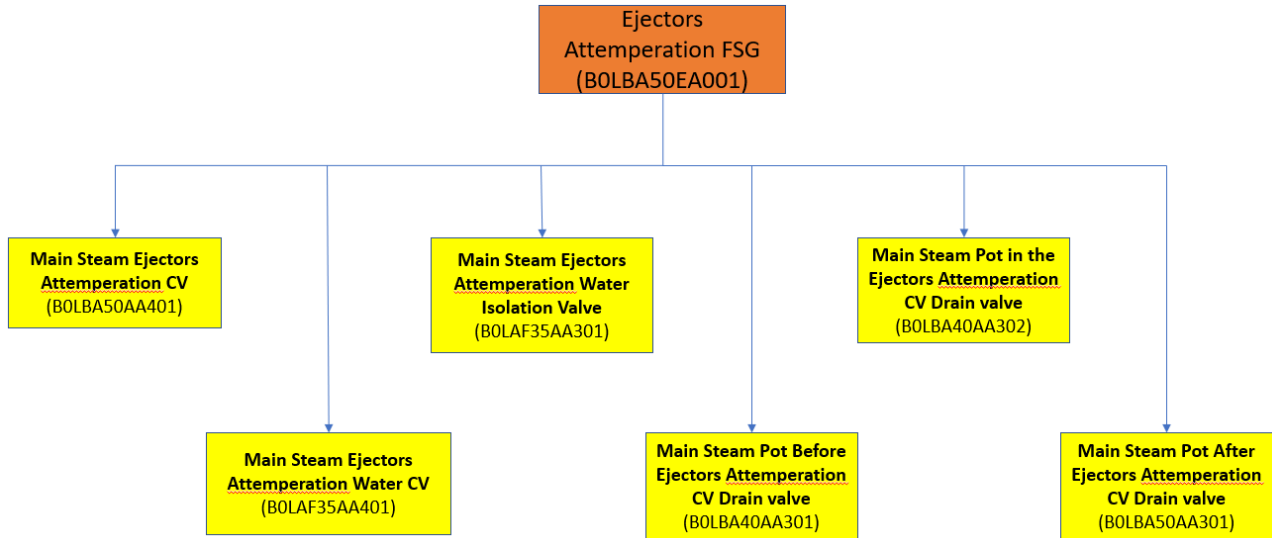 Ejectors
Attemperation FSG
(B0LBA50EA001)
Main Steam Ejectors
Attemperation CV
(B0LBA50AA401)
Main Steam Ejectors
Attemperation Water
Isolation Valve
(B0LAF35AA301)
Main Steam Pot in the
Ejectors Attemperation
CV Drain valve
(B0LBA40AA302)
Main Steam Ejectors
Attemperation Water CV
(B0LAF35AA401)
Main Steam Pot Before
Ejectors Attemperation
CV Drain valve
(B0LBA40AA301)
Main Steam Pot After
Ejectors Attemperation
CV Drain valve
(B0LBA50AA301)